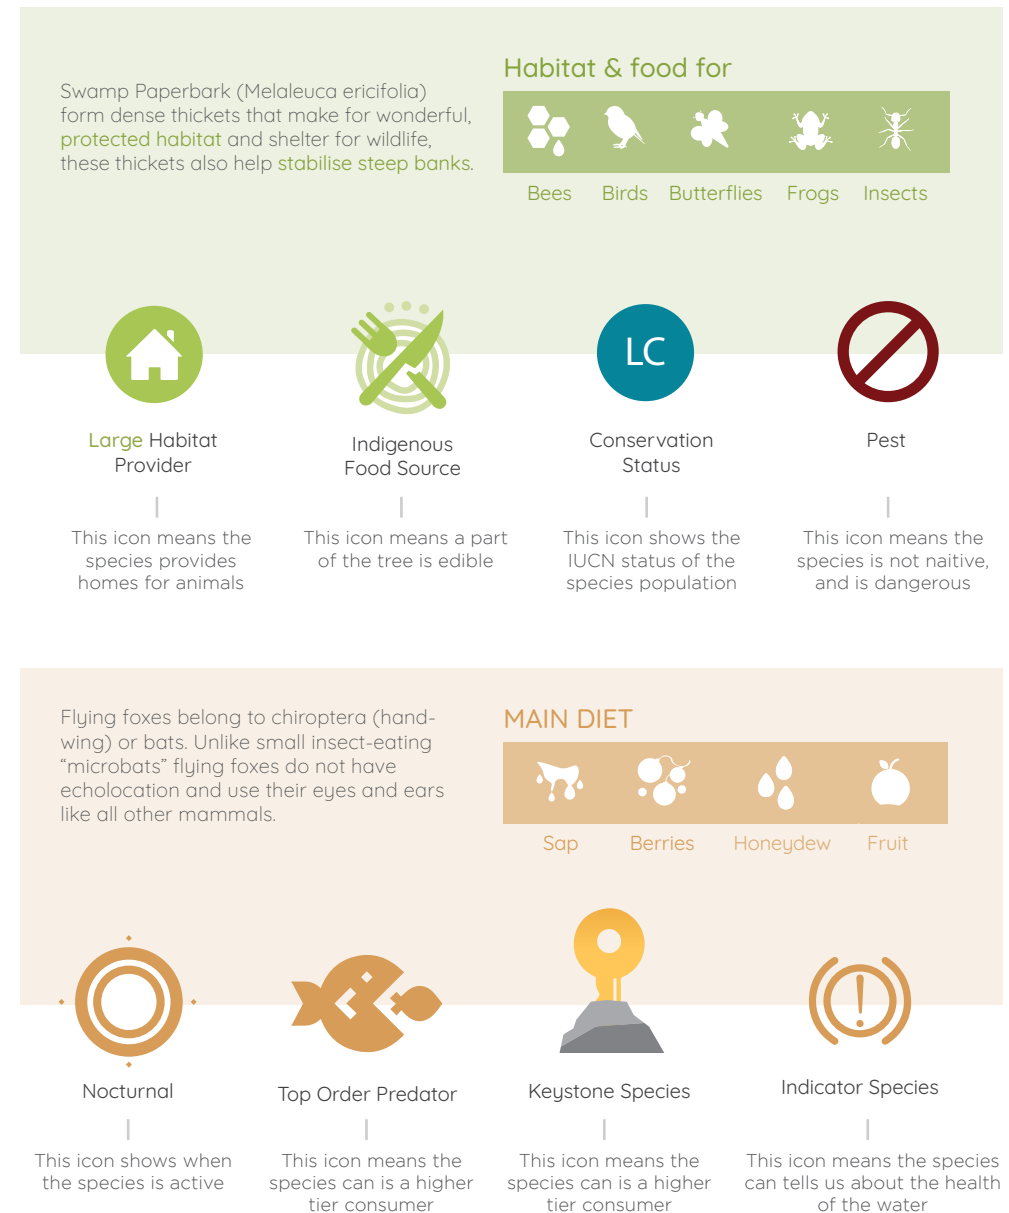 Swamp Paperbark (Melaleuca ericifolia)
form dense thickets that make for wonderful,
protected habitat and shelter for wildlife,
these thickets also help stabilise steep banks.
Habitat & food for
Bees Birds Butterflies Frogs Insects
LC
Large Habitat
Provider
This icon means the
species provides
homes for animals
Indigenous
Food Source
This icon means a part
of the tree is edible
Conservation
Status
This icon shows the
IUCN status of the
species population
Pest
This icon means the
species is not naitive,
and is dangerous
Flying foxes belong to chiroptera (hand-
wing) or bats. Unlike small insect-eating
“microbats” flying foxes do not have
echolocation and use their eyes and ears
like all other mammals.
MAIN DIET
Sap Berries Honeydew Fruit
Nocturnal
This icon shows when
the species is active
Top Order Predator
This icon means the
species can is a higher
tier consumer
Keystone Species
This icon means the
species can is a higher
tier consumer
Indicator Species
This icon means the species
can tells us about the health
of the water